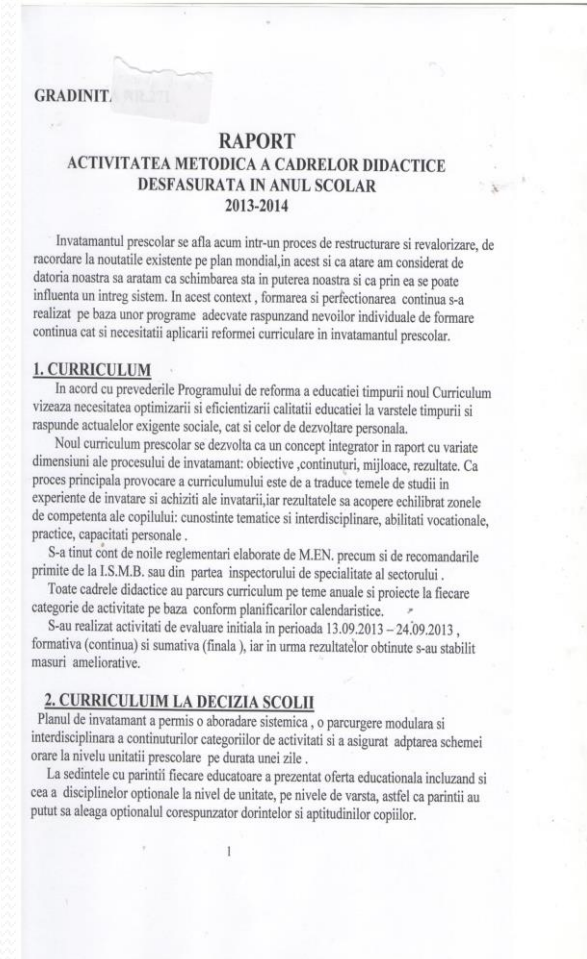 GRADINIT.
RAPORT
ACTIVITATEA METODICA A CADRELOR DIDACTICE
DESFASURATA IN ANUL SCOLAR
2013-2014
Invatamantul prescolar se afla acum intr-un proces de restructurare si revalorizare, de
racordare la noutatile existente pe plan mondial,in acest si ca atare am considerat de
datoria noastra sa aratam ca schimbarea sta in puterea noastra si ca prin ea se poate
influenta un intreg sistem. In acest context , formarea si perfectionarea continua s-a
realizat pe baza unor programe adecvate raspunzand nevoilor individuale de formare
continua cat si necesitatii aplicarii reformei curriculare in invatamantul prescolar.
1. CURRICULUM
In acord cu prevederile Programului de reforma a educatiei timpurii noul Curriculum
vizeaza necesitatea optimizarii si eficientizarii calitatii educatiei la varstele timpurii si
raspunde actualelor exigente sociale, cat si celor de dezvoltare personala.
Noul curriculum prescolar se dezvolta ca un concept integrator in raport cu variate
dimensiuni ale procesului de invatamant: obiective ,continuturi, mijloace, rezultate. Ca
proces principala provocare a curriculumului este de a traduce temele de studii in
experiente de invatare si achiziti ale invatarii,iar rezultatele sa acopere echilibrat zonele
de competenta ale copilului: cunostinte tematice si interdisciplinare, abilitati vocationale,
practice, capacitati personale .
S-a tinut cont de noile reglementari elaborate de M.EN. precum si de recomandarile
primite de la I.S.M.B. sau din partea inspectorului de specialitate al sectorului .
Toate cadrele didactice au parcurs curriculum pe teme anuale si proiecte la fiecare
categorie de activitate pe baza conform planificarilor calendaristice.
S-au realizat activitati de evaluare initiala in perioada 13.09.2013 – 24.09.2013 ,
formativa (continua) si sumativa (finala ), iar in urma rezultatelor obtinute s-au stabilit
masuri ameliorative.
2. CURRICULUIM LA DECIZIA SCOLII
Planul de invatamant a permis o aboradare sistemica , o parcurgere modulara si
interdisciplinara a continuturilor categoriilor de activitati si a asigurat adptarea schemei
orare la nivelu unitatii prescolare pe durata unei zile .
La sedintele cu parintii fiecare educatoare a prezentat oferta educationala incluzand si
cea a disciplinelor optionale la nivel de unitate, pe nivele de varsta, astfel ca parintii au
putut sa aleaga optionalul corespunzator dorintelor si aptitudinilor copiilor.
1